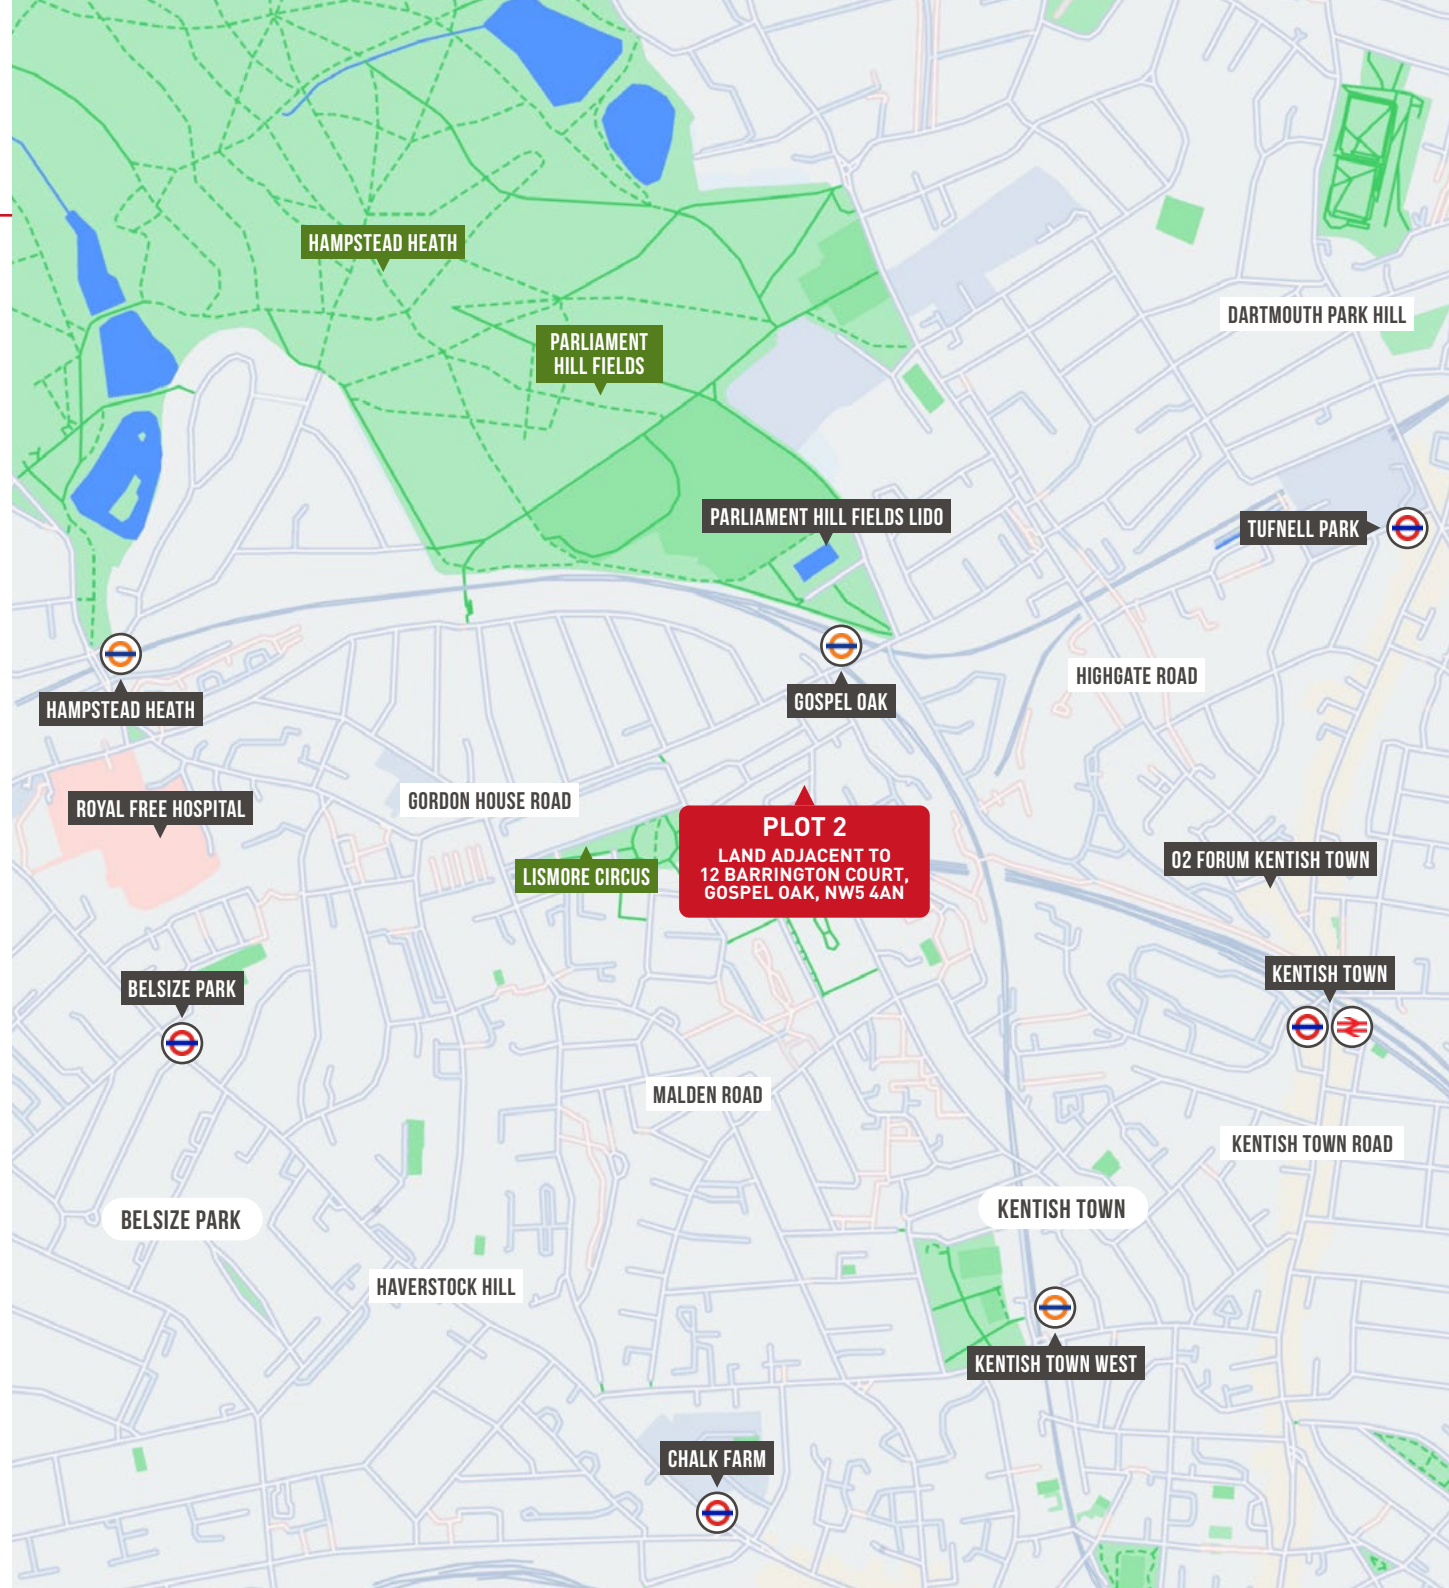 HAMPSTEAD HEATH
DARTMOUTH PARK HILL
PARLIAMENT
HILL FIELDS
PARLIAMENT HILL FIELDS LIDO
TUFNELL PARK
HIGHGATE ROAD
HAMPSTEAD HEATH
GOSPEL OAK
ROYAL FREE HOSPITAL
GORDON HOUSE ROAD
PLOT 2
LAND ADJACENT TO
12 BARRINGTON COURT,
GOSPEL OAK, NW5 4AN
LISMORE CIRCUS
O2 FORUM KENTISH TOWN
BELSIZE PARK
KENTISH TOWN
MALDEN ROAD
KENTISH TOWN ROAD
BELSIZE PARK
KENTISH TOWN
HAVERSTOCK HILL
KENTISH TOWN WEST
CHALK FARM